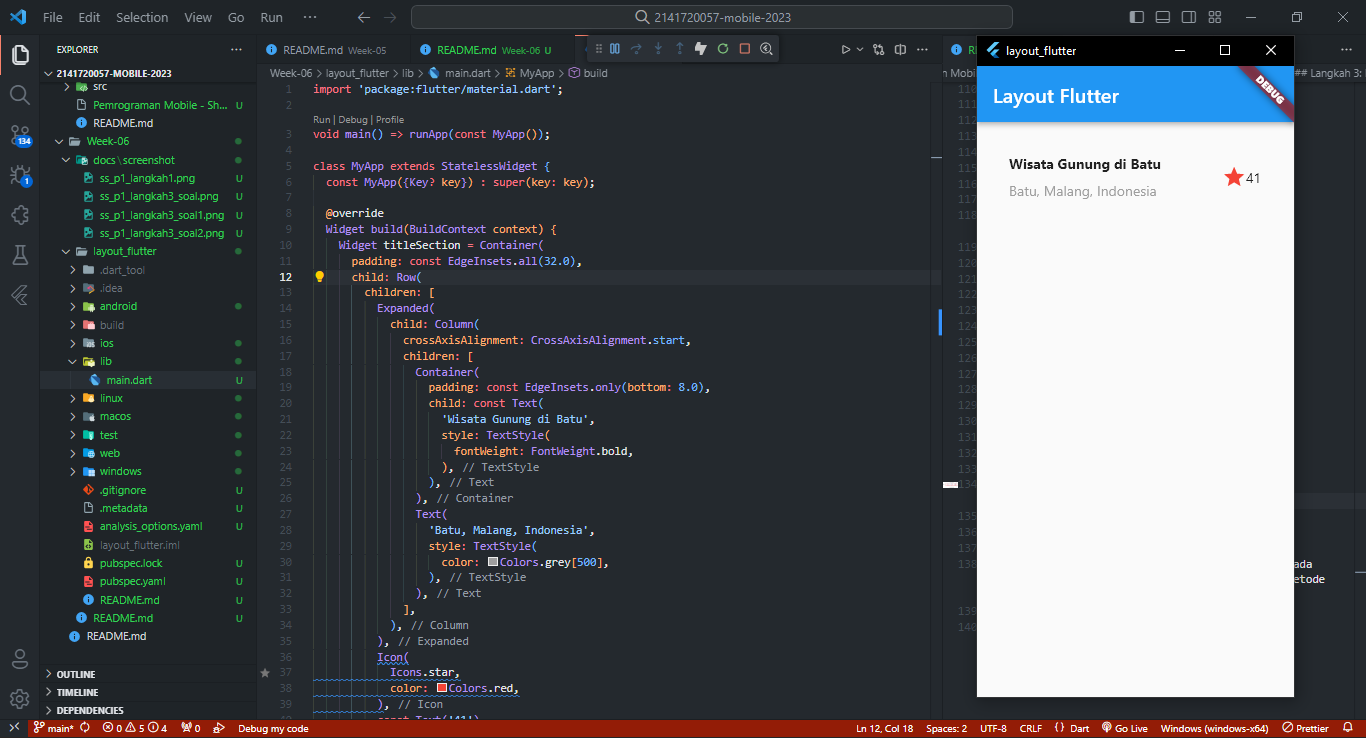 File Edit Selection View Go Run ··· 2141720057-mobile-2023
EXPLORER ···
2141720057-MOBILE-2023
src
Pemrograman Mobile - Sh... U
README.md
Week-06
docs \ screenshot
ss_p1_langkah1.png U
ss_p1_langkah3_soal.png U
ss_p1_langkah3_soal1.png U
ss_p1_langkah3_soal2.png U
layout_flutter
.dart_tool
.idea
android
build
ios
lib
main.dart U
linux
macos
test
web
windows
.gitignore U
.metadata U
analysis_options.yaml U
layout_flutter.iml
pubspec.lock U
pubspec.yaml U
README.md U
README.md U
README.md
OUTLINE
TIMELINE
DEPENDENCIES
134
1
README.md Week-05 README.md Week-06 U
Week-06 > layout_flutter > lib > main.dart > MyApp > build
1 import 'package:flutter/material.dart';
2
Run | Debug | Profile
3 void main() => runApp(const MyApp());
4
5 class MyApp extends StatelessWidget {
6 const MyApp({Key? key}) : super(key: key);
7
8 @override
9 Widget build(BuildContext context) {
10 Widget titleSection = Container(
11 padding: const EdgeInsets.all(32.0),
12 child: Row(
13 children: [
14 Expanded(
15 child: Column(
16 crossAxisAlignment: CrossAxisAlignment.start,
17 children: [
18 Container(
19 padding: const EdgeInsets.only(bottom: 8.0),
20 child: const Text(
21 'Wisata Gunung di Batu',
22 style: TextStyle(
23 fontWeight: FontWeight.bold,
24 ), // TextStyle
25 ), // Text
26 ), // Container
27 Text(
28 'Batu, Malang, Indonesia',
29 style: TextStyle(
30 color: Colors.grey[500],
31 ), // TextStyle
32 ), // Text
33 ],
34 ), // Column
35 ), // Expanded
36 Icon(
37 Icons.star,
38 color: Colors.red,
39 ), // Icon
const Text('41')
n Mobi
110
111
112
113
114
115
116
117
118
119
120
121
122
123
124
125
126
127
128
129
130
131
132
133
134
135
136
137
138
139
140
## Langkah 3:
ada
etode
layout_flutter
Layout Flutter
DEBUG
Wisata Gunung di Batu
Batu, Malang, Indonesia
41
main* 0 5 4 0 Debug my code Ln 12, Col 18 Spaces: 2 UTF-8 CRLF { } Dart Go Live Windows (windows-x64) Prettier